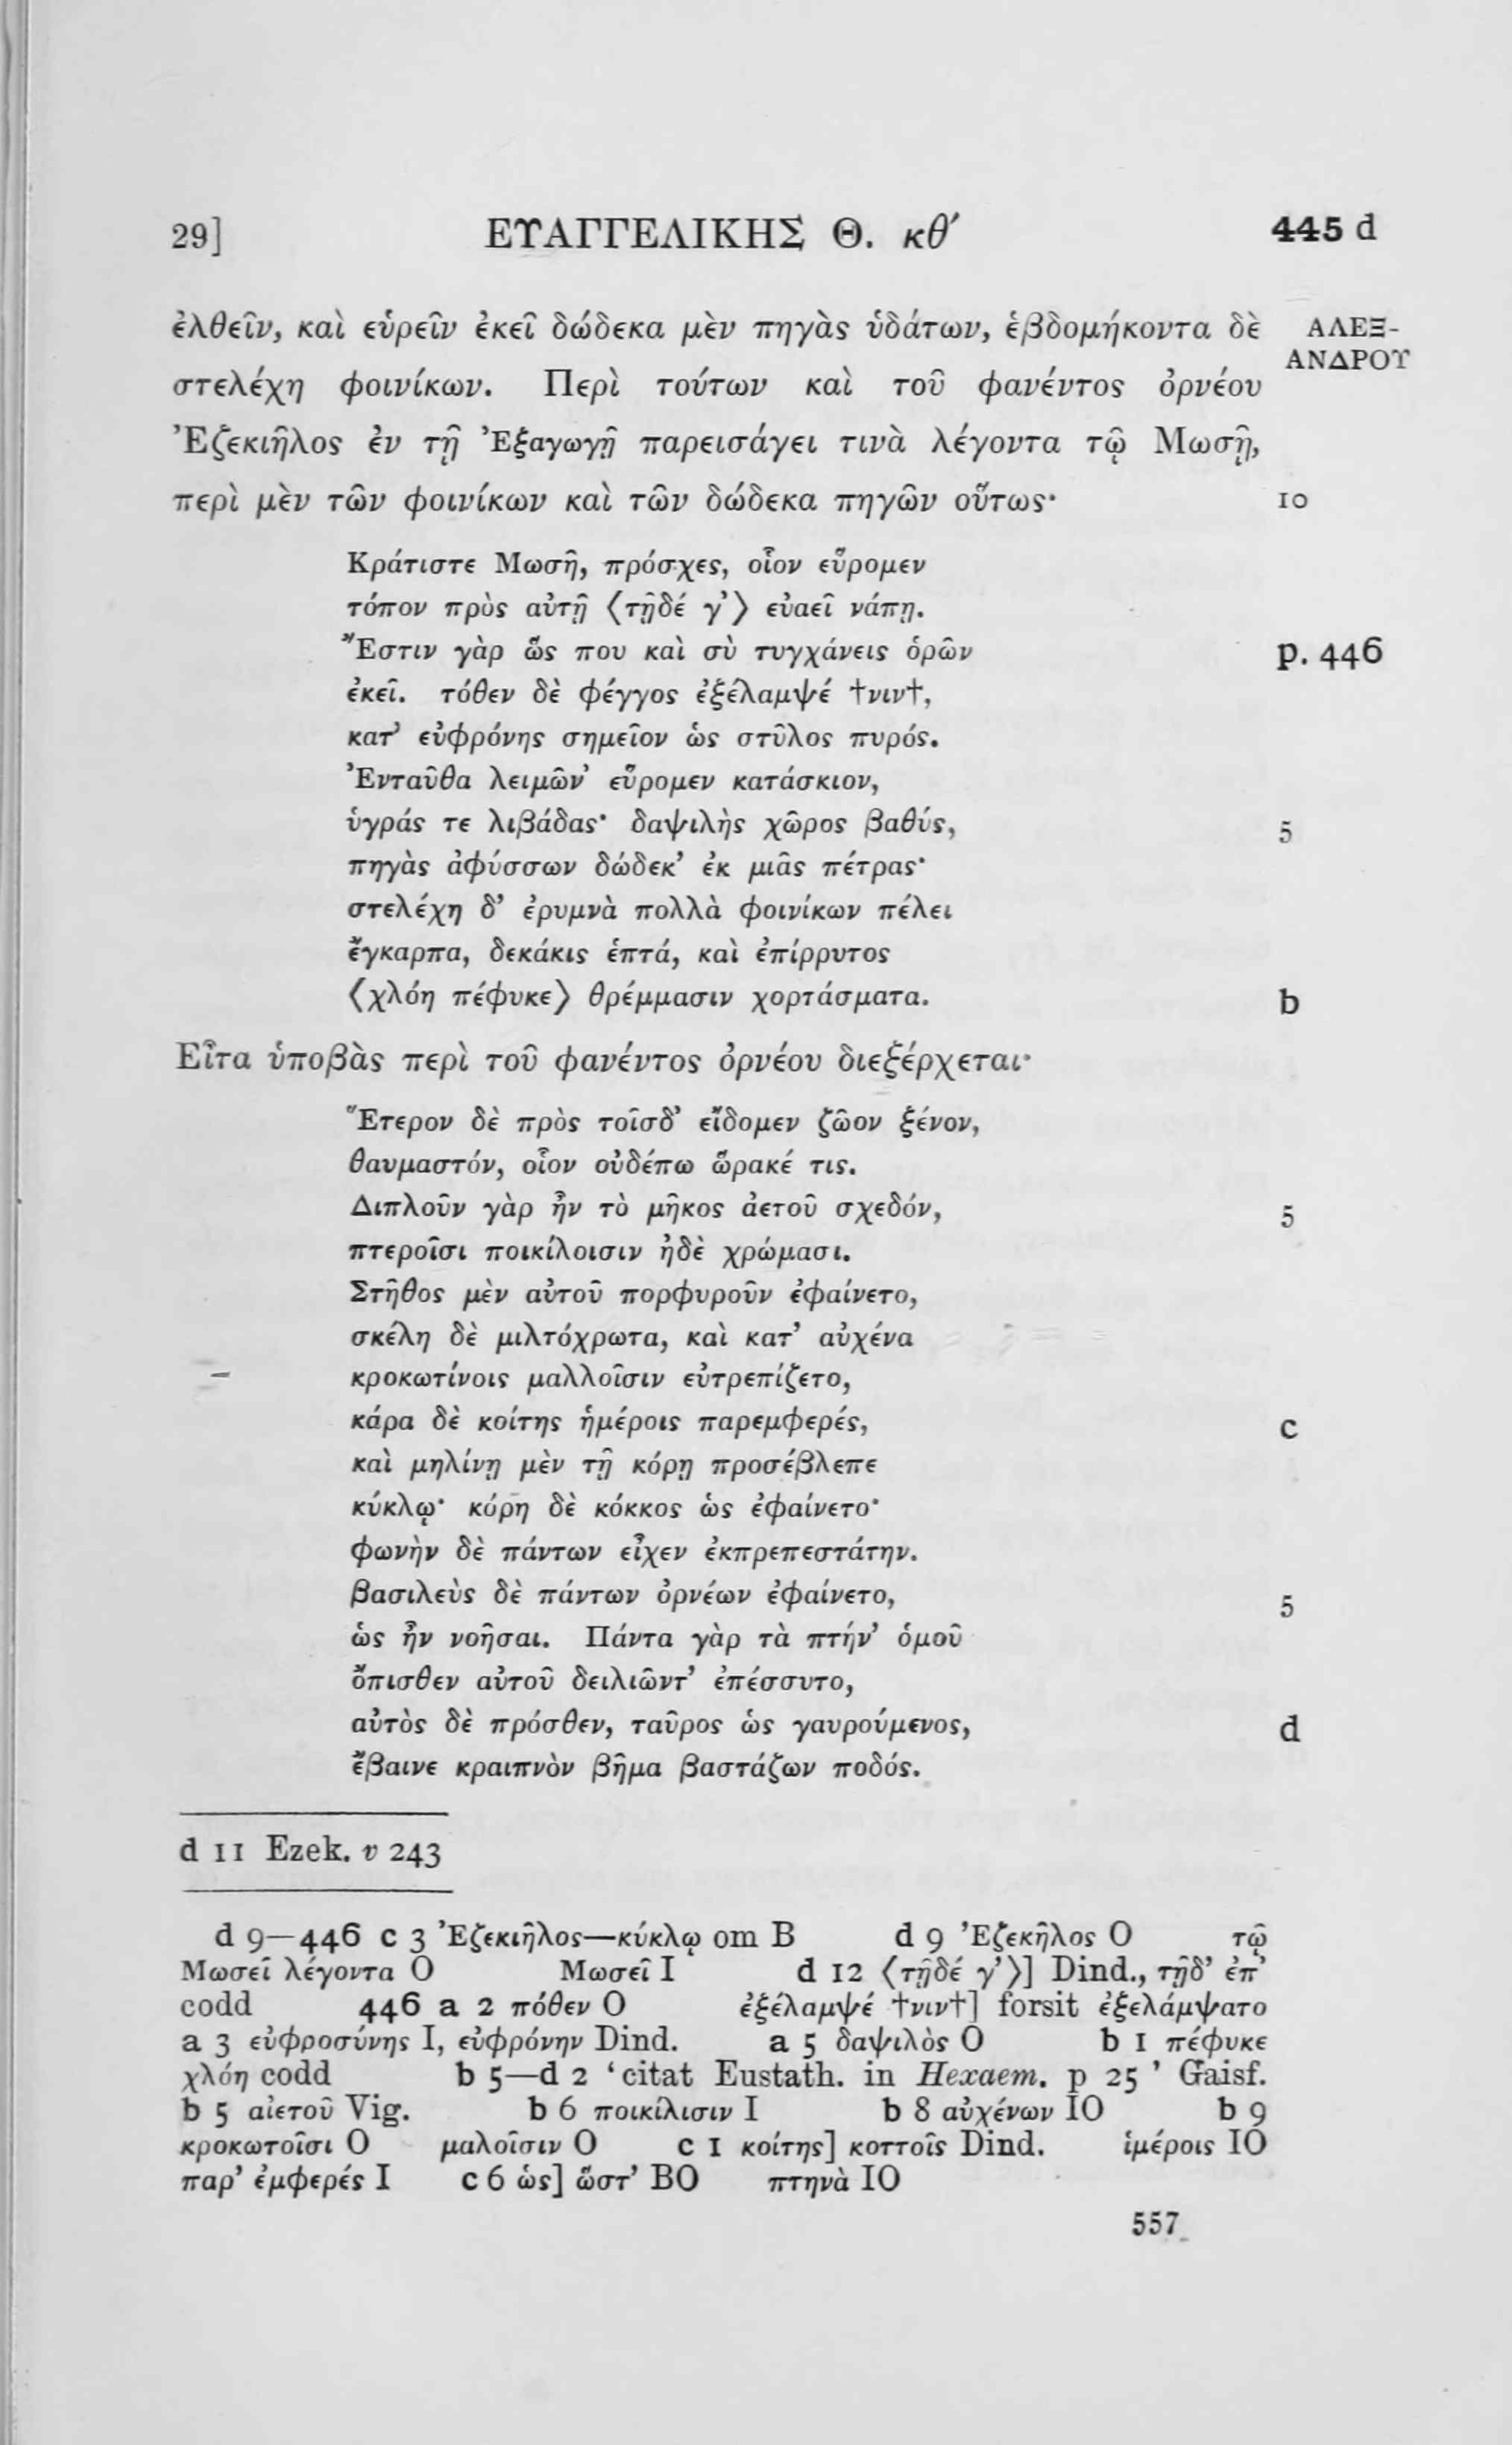 29] ΕΥΑΓΓΕΛΙΚΗΣ Θ. κθʹ 445 d
ἐλθεῖν, καὶ εὑρεῖν ἐκεῖ δώδεκα μὲν πηγὰς ὑδάτων, ἑβδομήκοντα δὲ ΑΛΕΞ-
ΑΝΔΡΟΥ
στελέχη φοινίκων. Περὶ τούτων καὶ τοῦ φανέντος ὀρνέου
Ἐζεκιῆλος ἐν τῇ Ἐξαγωγῇ παρεισάγει τινὰ λέγοντα τῷ Μωσῇ,
περὶ μὲν τῶν φοινίκων καὶ τῶν δώδεκα πηγῶν οὕτως· 10
Κράτιστε Μωσῆ, πρόσχες, οἷον εὕρομεν
τόπον πρὸς αὐτῇ ⟨τῇδέ γ’⟩ εὐαεῖ νάπῃ.
Ἔστιν γὰρ ὥς που καὶ σὺ τυγχάνεις ὁρῶν p. 446
ἐκεῖ. τόθεν δὲ φέγγος ἐξέλαμψέ †νιν†,
κατ’ εὐφρόνης σημεῖον ὡς στῦλος πυρός.
Ἐνταῦθα λειμῶν’ εὕρομεν κατάσκιον,
ὑγράς τε λιβάδας· δαψιλὴς χῶρος βαθύς, 5
πηγὰς ἀφύσσων δώδεκ’ ἐκ μιᾶς πέτρας·
στελέχη δ’ ἐρυμνὰ πολλὰ φοινίκων πέλει
ἔγκαρπα, δεκάκις ἑπτά, καὶ ἐπίρρυτος
⟨χλόη πέφυκε⟩ θρέμμασιν χορτάσματα. b
Εἶτα ὑποβὰς περὶ τοῦ φανέντος ὀρνέου διεξέρχεται·
Ἕτερον δὲ πρὸς τοῖσδ’ εἴδομεν ζῶον ξένον,
θαυμαστόν, οἷον οὐδέπω ὥρακέ τις.
Διπλοῦν γὰρ ἦν τὸ μῆκος ἀετοῦ σχεδόν, 5
πτεροῖσι ποικίλοισιν ἠδὲ χρώμασι.
Στῆθος μὲν αὐτοῦ πορφυροῦν ἐφαίνετο,
σκέλη δὲ μιλτόχρωτα, καὶ κατ’ αὐχένα
κροκωτίνοις μαλλοῖσιν εὐτρεπίζετο,
κάρα δὲ κοίτης ἡμέροις παρεμφερές, c
καὶ μηλίνῃ μὲν τῇ κόρῃ προσέβλεπε
κύκλῳ· κόρη δὲ κόκκος ὡς ἐφαίνετο·
φωνὴν δὲ πάντων εἶχεν ἐκπρεπεστάτην.
βασιλεὺς δὲ πάντων ὀρνέων ἐφαίνετο, 5
ὡς ἦν νοῆσαι. Πάντα γὰρ τὰ πτήν’ ὁμοῦ
ὄπισθεν αὐτοῦ δειλιῶντ’ ἐπέσσυτο,
αὐτὸς δὲ πρόσθεν, ταῦρος ὡς γαυρούμενος, d
ἔβαινε κραιπνὸν βῆμα βαστάζων ποδός.
d 11 Ezek. v 243
d 9—446 c 3 Ἐζεκιῆλος—κύκλῳ om B d 9 Ἐζεκῆλος O τῷ
Μωσεῖ λέγοντα O Μωσεῖ I d 12 ⟨τῇδέ γ’⟩] Dind., τῇδ’ ἐπ’
codd 446 a 2 πόθεν O ἐξέλαμψέ †νιν†] forsit ἐξελάμψατο
a 3 εὐφροσύνης I, εὐφρόνην Dind. a 5 δαψιλὸς O b 1 πέφυκε
χλόη codd b 5—d 2 ‘citat Eustath. in Hexaem. p 25’ Gaisf.
b 5 αἰετοῦ Vig. b 6 ποικίλισιν I b 8 αὐχένων IO b 9
κροκωτοῖσι O μαλοῖσιν O c 1 κοίτης] κοττοῖς Dind. ἱμέροις IO
παρ’ ἐμφερές I c 6 ὡς] ὥστ’ BO πτηνὰ IO
557